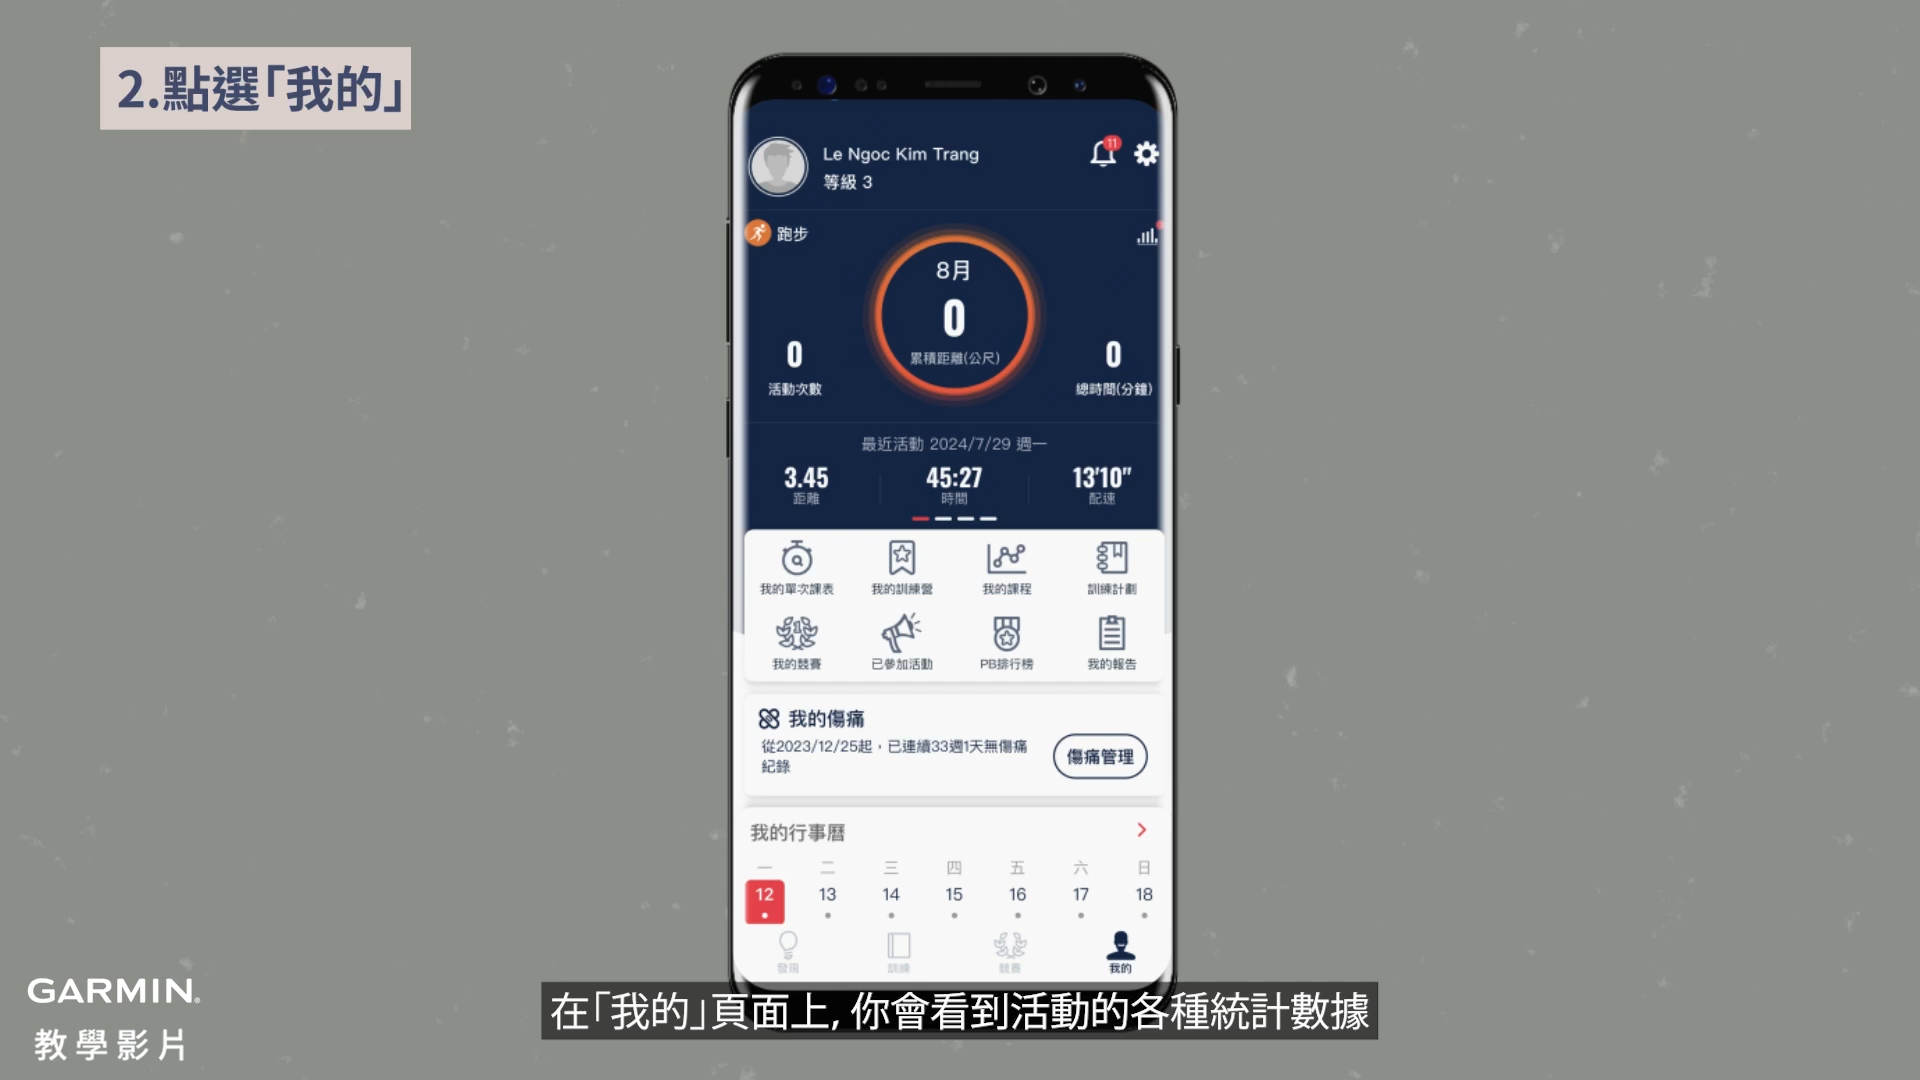 2.點選「我的」
Le Ngoc Kim Trang
11
等級 3
跑步
8月
0
累積距離(公尺)
0
活動次數
0
總時間(分鐘)
最近活動 2024/7/29 週一
3.45
45:27
13'10"
距離
時間
配速
我的單次課表
我的訓練營
我的課程
訓練計劃
我的競賽
已參加活動
PB排行榜
我的報告
我的傷痛
從2023/12/25起，已連續33週1天無傷痛
紀錄
傷痛管理
我的行事曆
一 二 三 四 五 六 日
12 13 14 15 16 17 18
發現
訓練
競賽
我的
在「我的」頁面上, 你會看到活動的各種統計數據
GARMIN®
教學影片